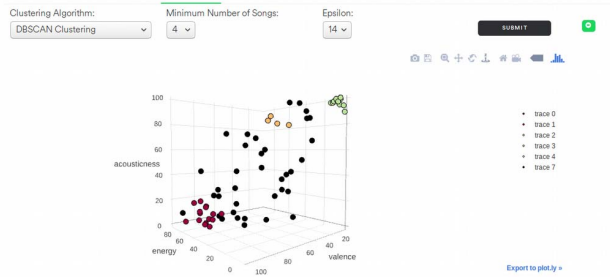 Clustering Algorithm: Minimum Number of Songs: Epsilon:
DBSCAN Clustering 4 14 SUBMIT
100
80
60
40
20
0
acousticness
80
60
40
20
0
energy
100
80
60
40
20
valence
trace 0
trace 1
trace 2
trace 3
trace 4
trace 7
Export to plot.ly »